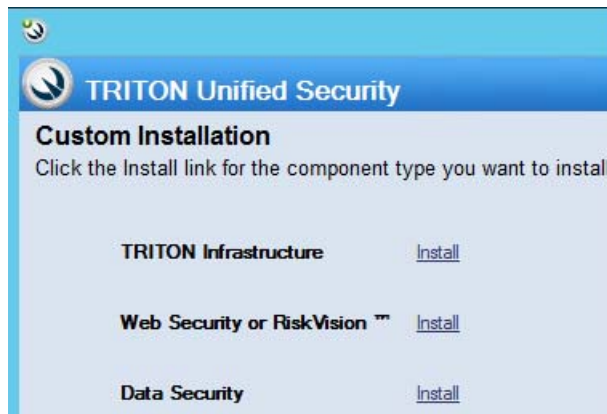 TRITON Unified Security
Custom Installation
Click the Install link for the component type you want to instal
TRITON Infrastructure Install
Web Security or RiskVision ™ Install
Data Security Install